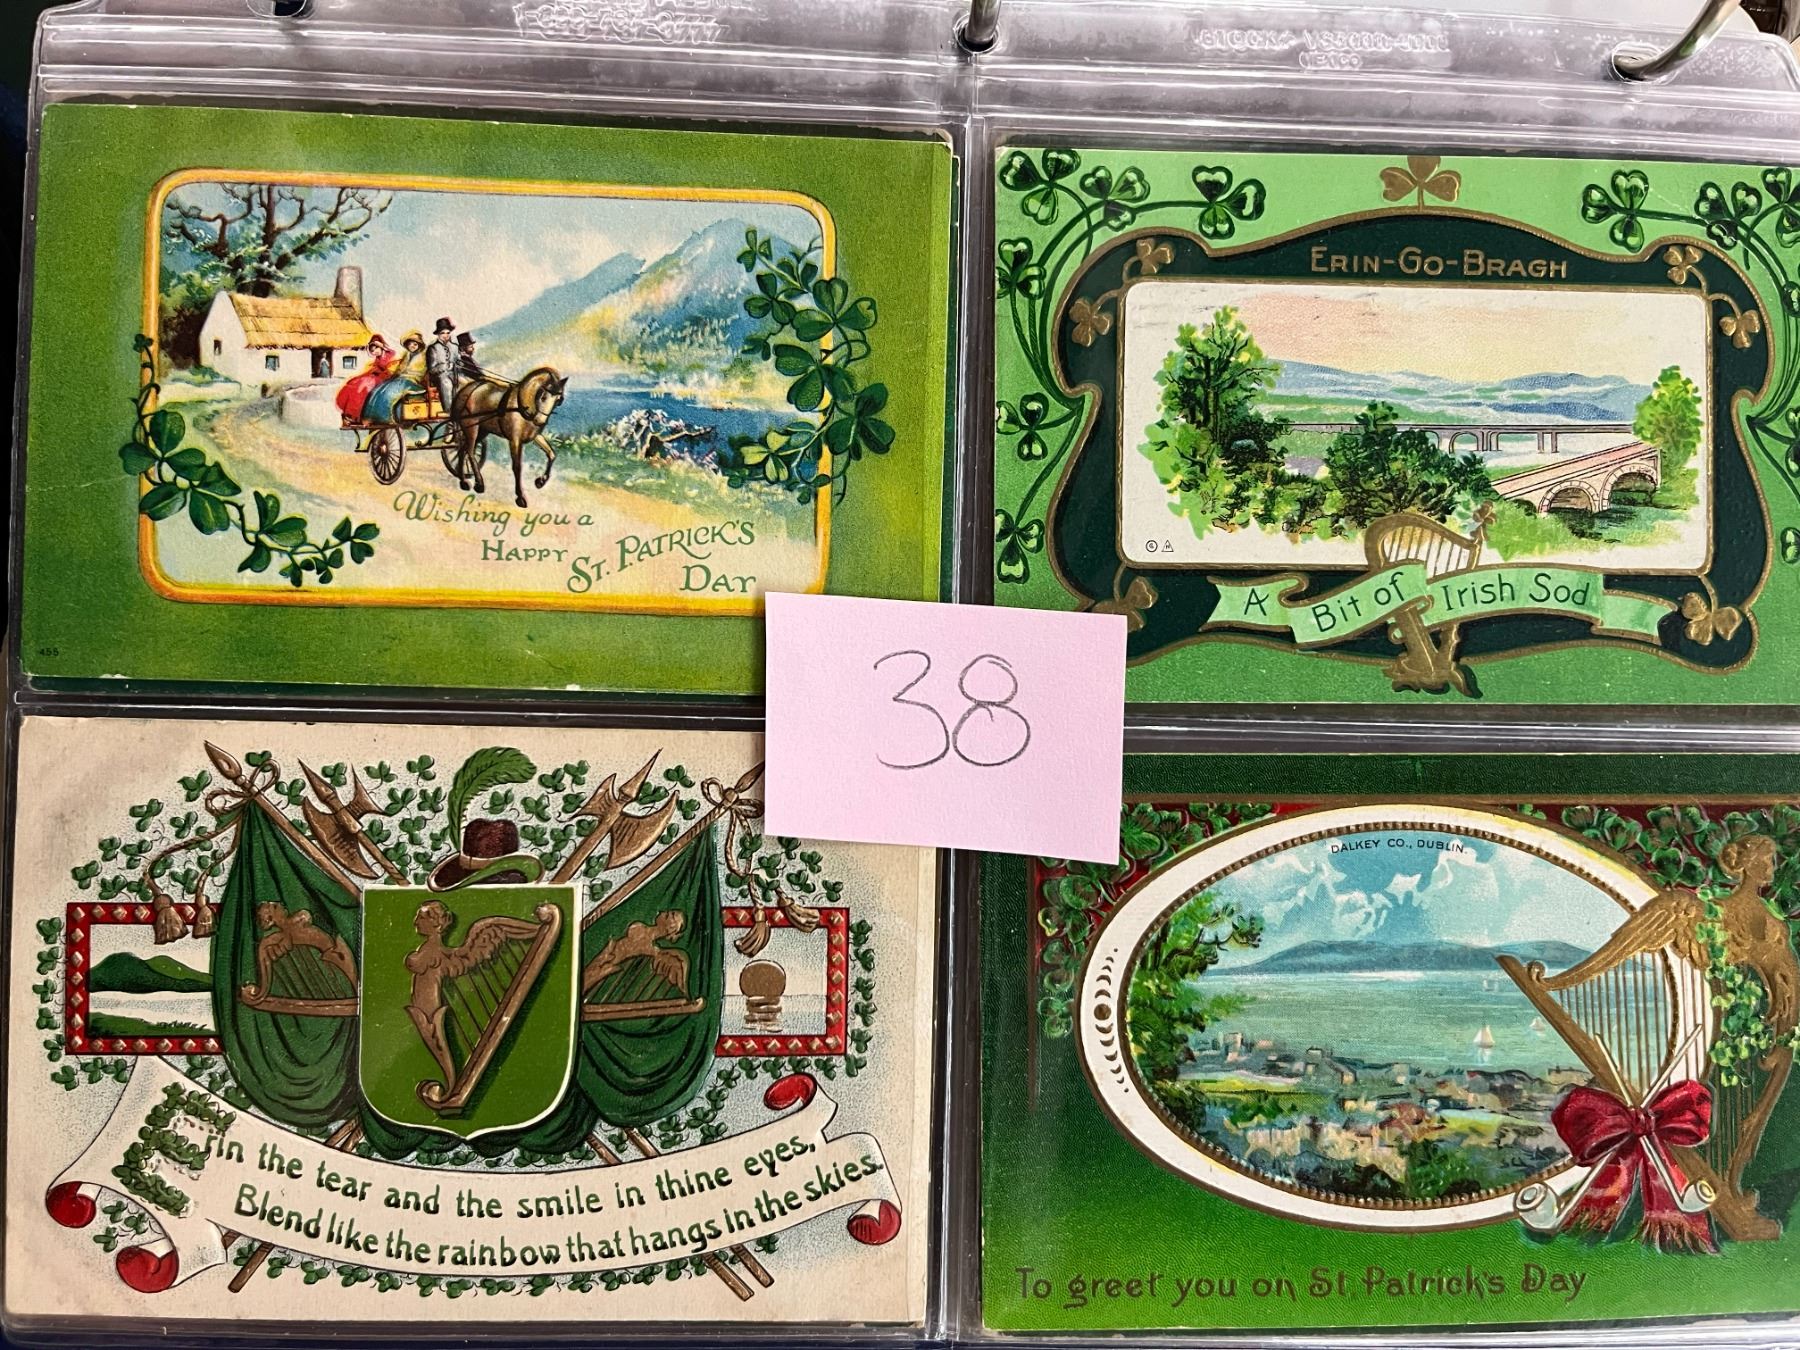 Wishing you a
Happy St. Patrick's
Day
455
Erin-Go-Bragh
A Bit of Irish Sod
38
Erin the tear and the smile in thine eyes,
Blend like the rainbow that hangs in the skies.
DALKEY CO., DUBLIN.
To greet you on St Patrick's Day
MEXICO